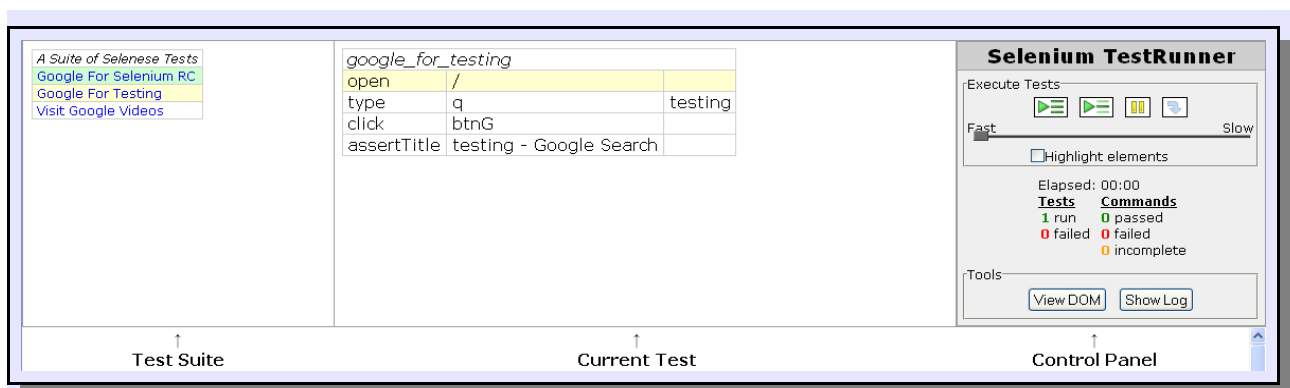 A Suite of Selenese Tests
Google For Selenium RC
Google For Testing
Visit Google Videos
google_for_testing
open /
type q testing
click btnG
assertTitle testing - Google Search
Selenium TestRunner
Execute Tests
Fast Slow
Highlight elements
Elapsed: 00:00
Tests Commands
1 run 0 passed
0 failed 0 failed
0 incomplete
Tools
View DOM Show Log
↑ ↑ ↑
Test Suite Current Test Control Panel